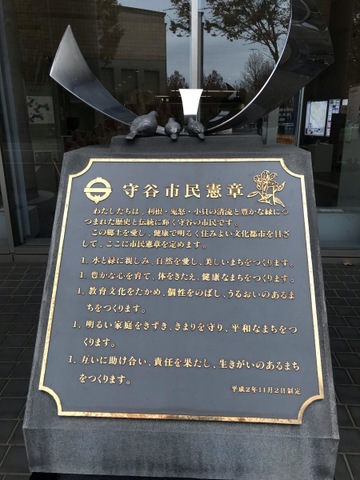 守谷市民憲章
わたしたちは、利根・鬼怒・小貝の清流と豊かな緑につ
つまれた歴史と伝統に輝く守谷の市民です。
この郷土を愛し、健康で明るく住みよい文化都市を目ざ
して、ここに市民憲章を定めます。
1. 水と緑に親しみ、自然を愛し、美しいまちをつくります。
1. 豊かな心を育て、体をきたえ、健康なまちをつくります。
1. 教育文化をたかめ、個性をのばし、うるおいのあるま
ちをつくります。
1. 明るい家庭をきずき、きまりを守り、平和なまちをつ
くります。
1. 互いに助け合い、責任を果たし、生きがいのあるまち
をつくります。
平成2年11月2日制定